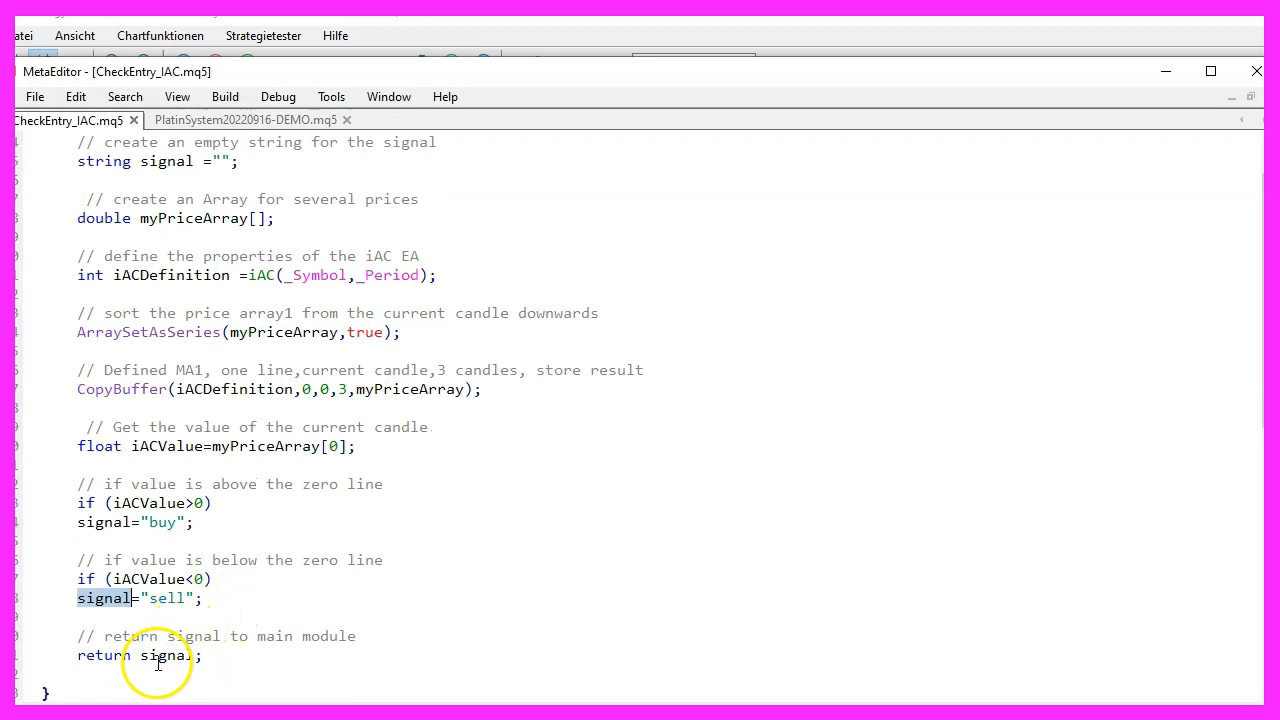 atei Ansicht Chartfunktionen Strategietester Hilfe
MetaEditor - [CheckEntry_IAC.mq5]
File Edit Search View Build Debug Tools Window Help
CheckEntry_IAC.mq5 PlatinSystem20220916-DEMO.mq5
// create an empty string for the signal
string signal ="";
// create an Array for several prices
double myPriceArray[];
// define the properties of the iAC EA
int iACDefinition =iAC(_Symbol,_Period);
// sort the price array1 from the current candle downwards
ArraySetAsSeries(myPriceArray,true);
// Defined MA1, one line,current candle,3 candles, store result
CopyBuffer(iACDefinition,0,0,3,myPriceArray);
// Get the value of the current candle
float iACValue=myPriceArray[0];
// if value is above the zero line
if (iACValue>0)
signal="buy";
// if value is below the zero line
if (iACValue<0)
signal="sell";
// return signal to main module
return signal;
}